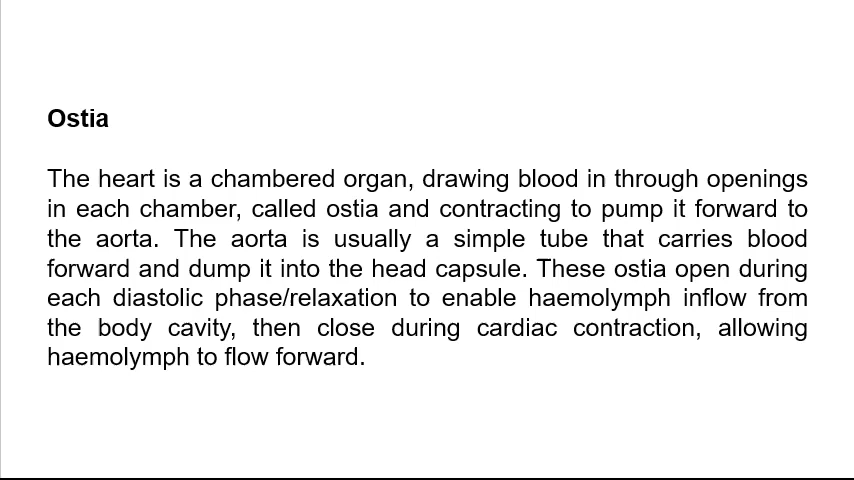 Ostia
The heart is a chambered organ, drawing blood in through openings
in each chamber, called ostia and contracting to pump it forward to
the aorta. The aorta is usually a simple tube that carries blood
forward and dump it into the head capsule. These ostia open during
each diastolic phase/relaxation to enable haemolymph inflow from
the body cavity, then close during cardiac contraction, allowing
haemolymph to flow forward.